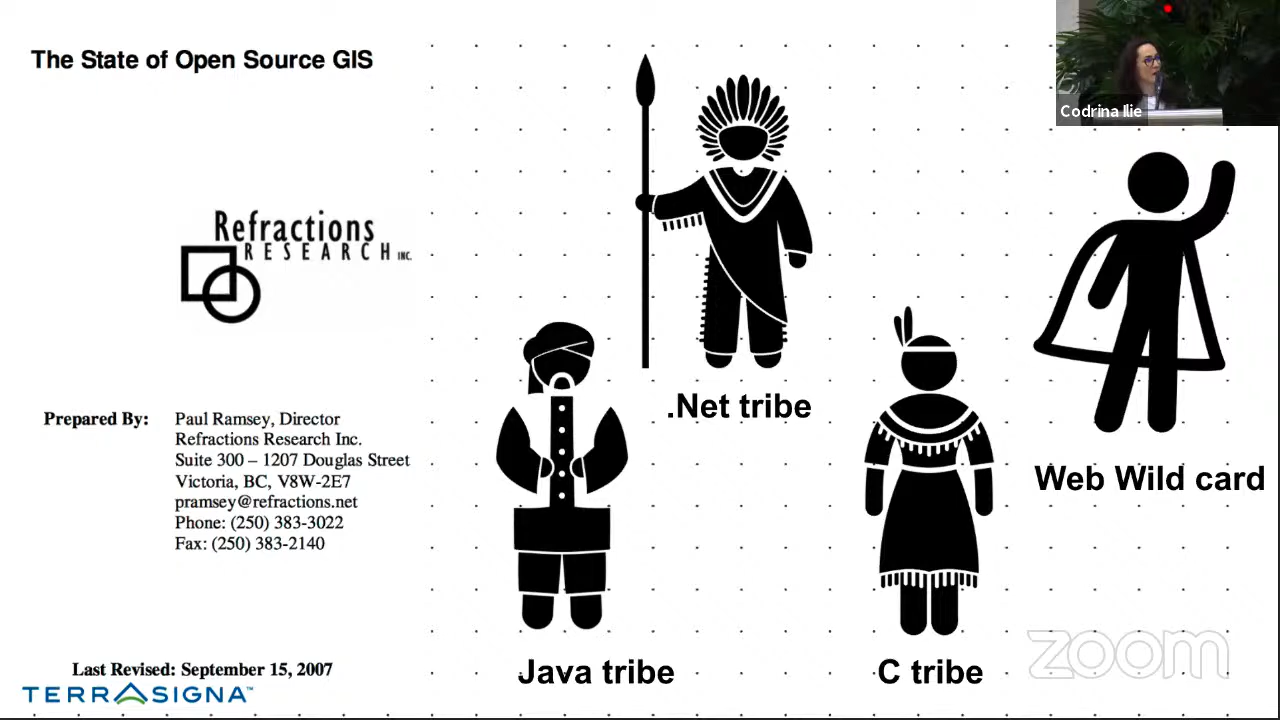 The State of Open Source GIS
Codrina Ilie
Refractions
RESEARCH INC.
.Net tribe
Prepared By: Paul Ramsey, Director
Refractions Research Inc.
Suite 300 – 1207 Douglas Street
Victoria, BC, V8W-2E7
pramsey@refractions.net
Phone: (250) 383-3022
Fax: (250) 383-2140
Web Wild card
Last Revised: September 15, 2007
Java tribe
C tribe
zoom
TERRASIGNA™